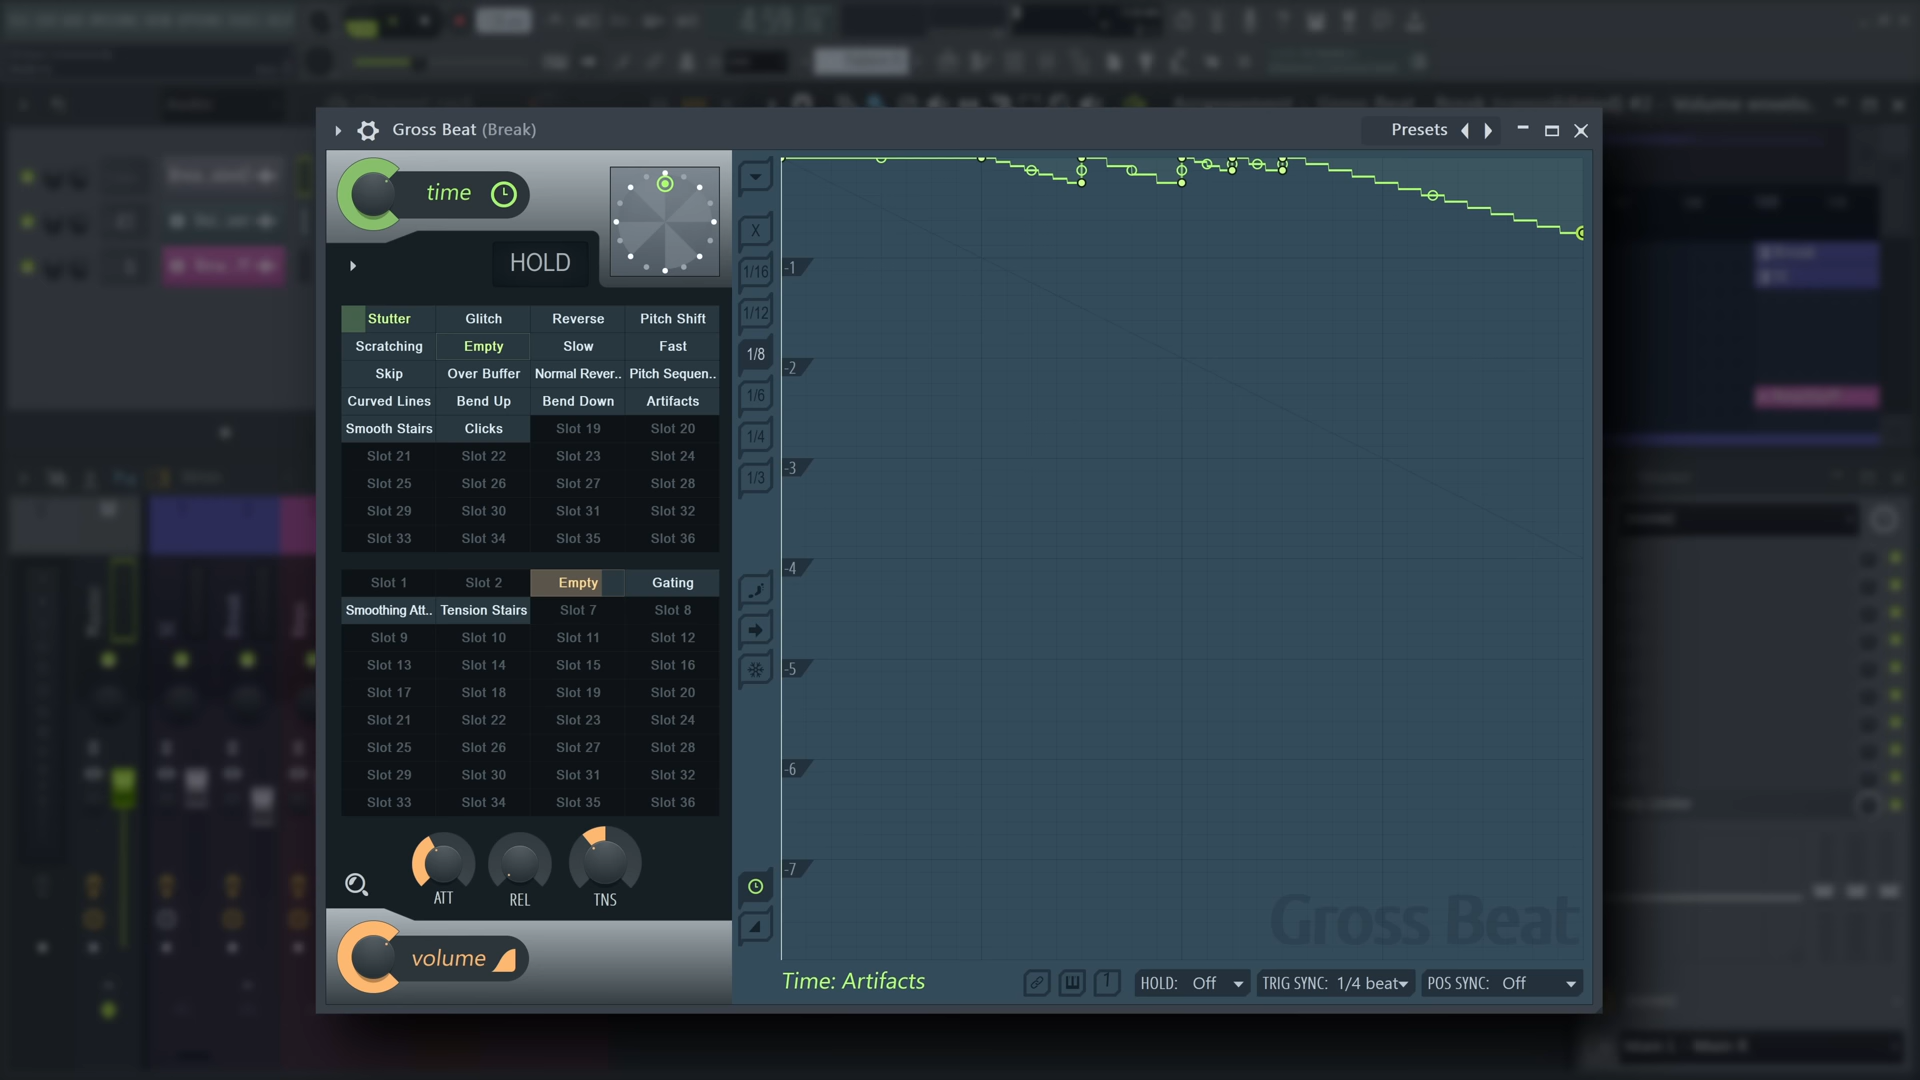 Gross Beat (Break)
Presets
time
HOLD
Stutter Glitch Reverse Pitch Shift
Scratching Empty Slow Fast
Skip Over Buffer Normal Rever.. Pitch Sequen..
Curved Lines Bend Up Bend Down Artifacts
Smooth Stairs Clicks Slot 19 Slot 20
Slot 21 Slot 22 Slot 23 Slot 24
Slot 25 Slot 26 Slot 27 Slot 28
Slot 29 Slot 30 Slot 31 Slot 32
Slot 33 Slot 34 Slot 35 Slot 36
Slot 1 Slot 2 Empty Gating
Smoothing Att.. Tension Stairs Slot 7 Slot 8
Slot 9 Slot 10 Slot 11 Slot 12
Slot 13 Slot 14 Slot 15 Slot 16
Slot 17 Slot 18 Slot 19 Slot 20
Slot 21 Slot 22 Slot 23 Slot 24
Slot 25 Slot 26 Slot 27 Slot 28
Slot 29 Slot 30 Slot 31 Slot 32
Slot 33 Slot 34 Slot 35 Slot 36
ATT REL TNS
volume
X
1/16
1/12
1/8
1/6
1/4
1/3
-1
-2
-3
-4
-5
-6
-7
Gross Beat
Time: Artifacts
1
HOLD: Off
TRIG SYNC: 1/4 beat
POS SYNC: Off